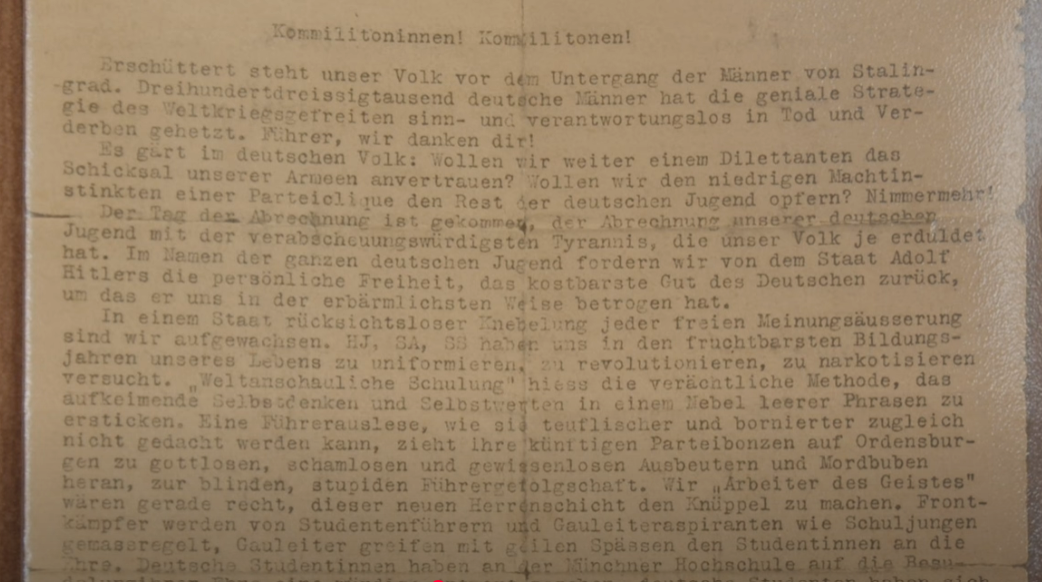 Kommilitoninnen! Kommilitonen!
Erschüttert steht unser Volk vor dem Untergang der Männer von Stalin-
grad. Dreihundertdreissigtausend deutsche Männer hat die geniale Strate-
gie des Weltkriegsgefreiten sinn- und verantwortungslos in Tod und Ver-
derben gehetzt. Führer, wir danken dir!
Es gärt im deutschen Volk: Wollen wir weiter einem Dilettanten das
Schicksal unserer Armeen anvertrauen? Wollen wir den niedrigen Machtin-
stinkten einer Parteiclique den Rest der deutschen Jugend opfern? Nimmermehr!
Der Tag der Abrechnung ist gekommen, der Abrechnung unserer deutschen
Jugend mit der verabscheuungswürdigsten Tyrannis, die unser Volk je erduldet
hat. Im Namen der ganzen deutschen Jugend fordern wir von dem Staat Adolf
Hitlers die persönliche Freiheit, das kostbarste Gut des Deutschen zurück,
um das er uns in der erbärmlichsten Weise betrogen hat.
In einem Staat rücksichtsloser Knebelung jeder freien Meinungsäusserung
sind wir aufgewachsen. HJ, SA, SS haben uns in den fruchtbarsten Bildungs-
jahren unseres Lebens zu uniformieren, zu revolutionieren, zu narkotisieren
versucht. „Weltanschauliche Schulung" hiess die verächtliche Methode, das
aufkeimende Selbstdenken und Selbstwerten in einem Nebel leerer Phrasen zu
ersticken. Eine Führerauslese, wie sie teuflischer und bornierter zugleich
nicht gedacht werden kann, zieht ihre künftigen Parteibonzen auf Ordensbur-
gen zu gottlosen, schamlosen und gewissenlosen Ausbeutern und Mordbuben
heran, zur blinden, stupiden Führergefolgschaft. Wir „Arbeiter des Geistes"
wären gerade recht, dieser neuen Herrenschicht den Knüppel zu machen. Front-
kämpfer werden von Studentenführern und Gauleiteraspiranten wie Schuljungen
gemassregelt, Gauleiter greifen mit geilen Spässen den Studentinnen an die
Ehre. Deutsche Studentinnen haben an der Münchner Hochschule auf die Besu-